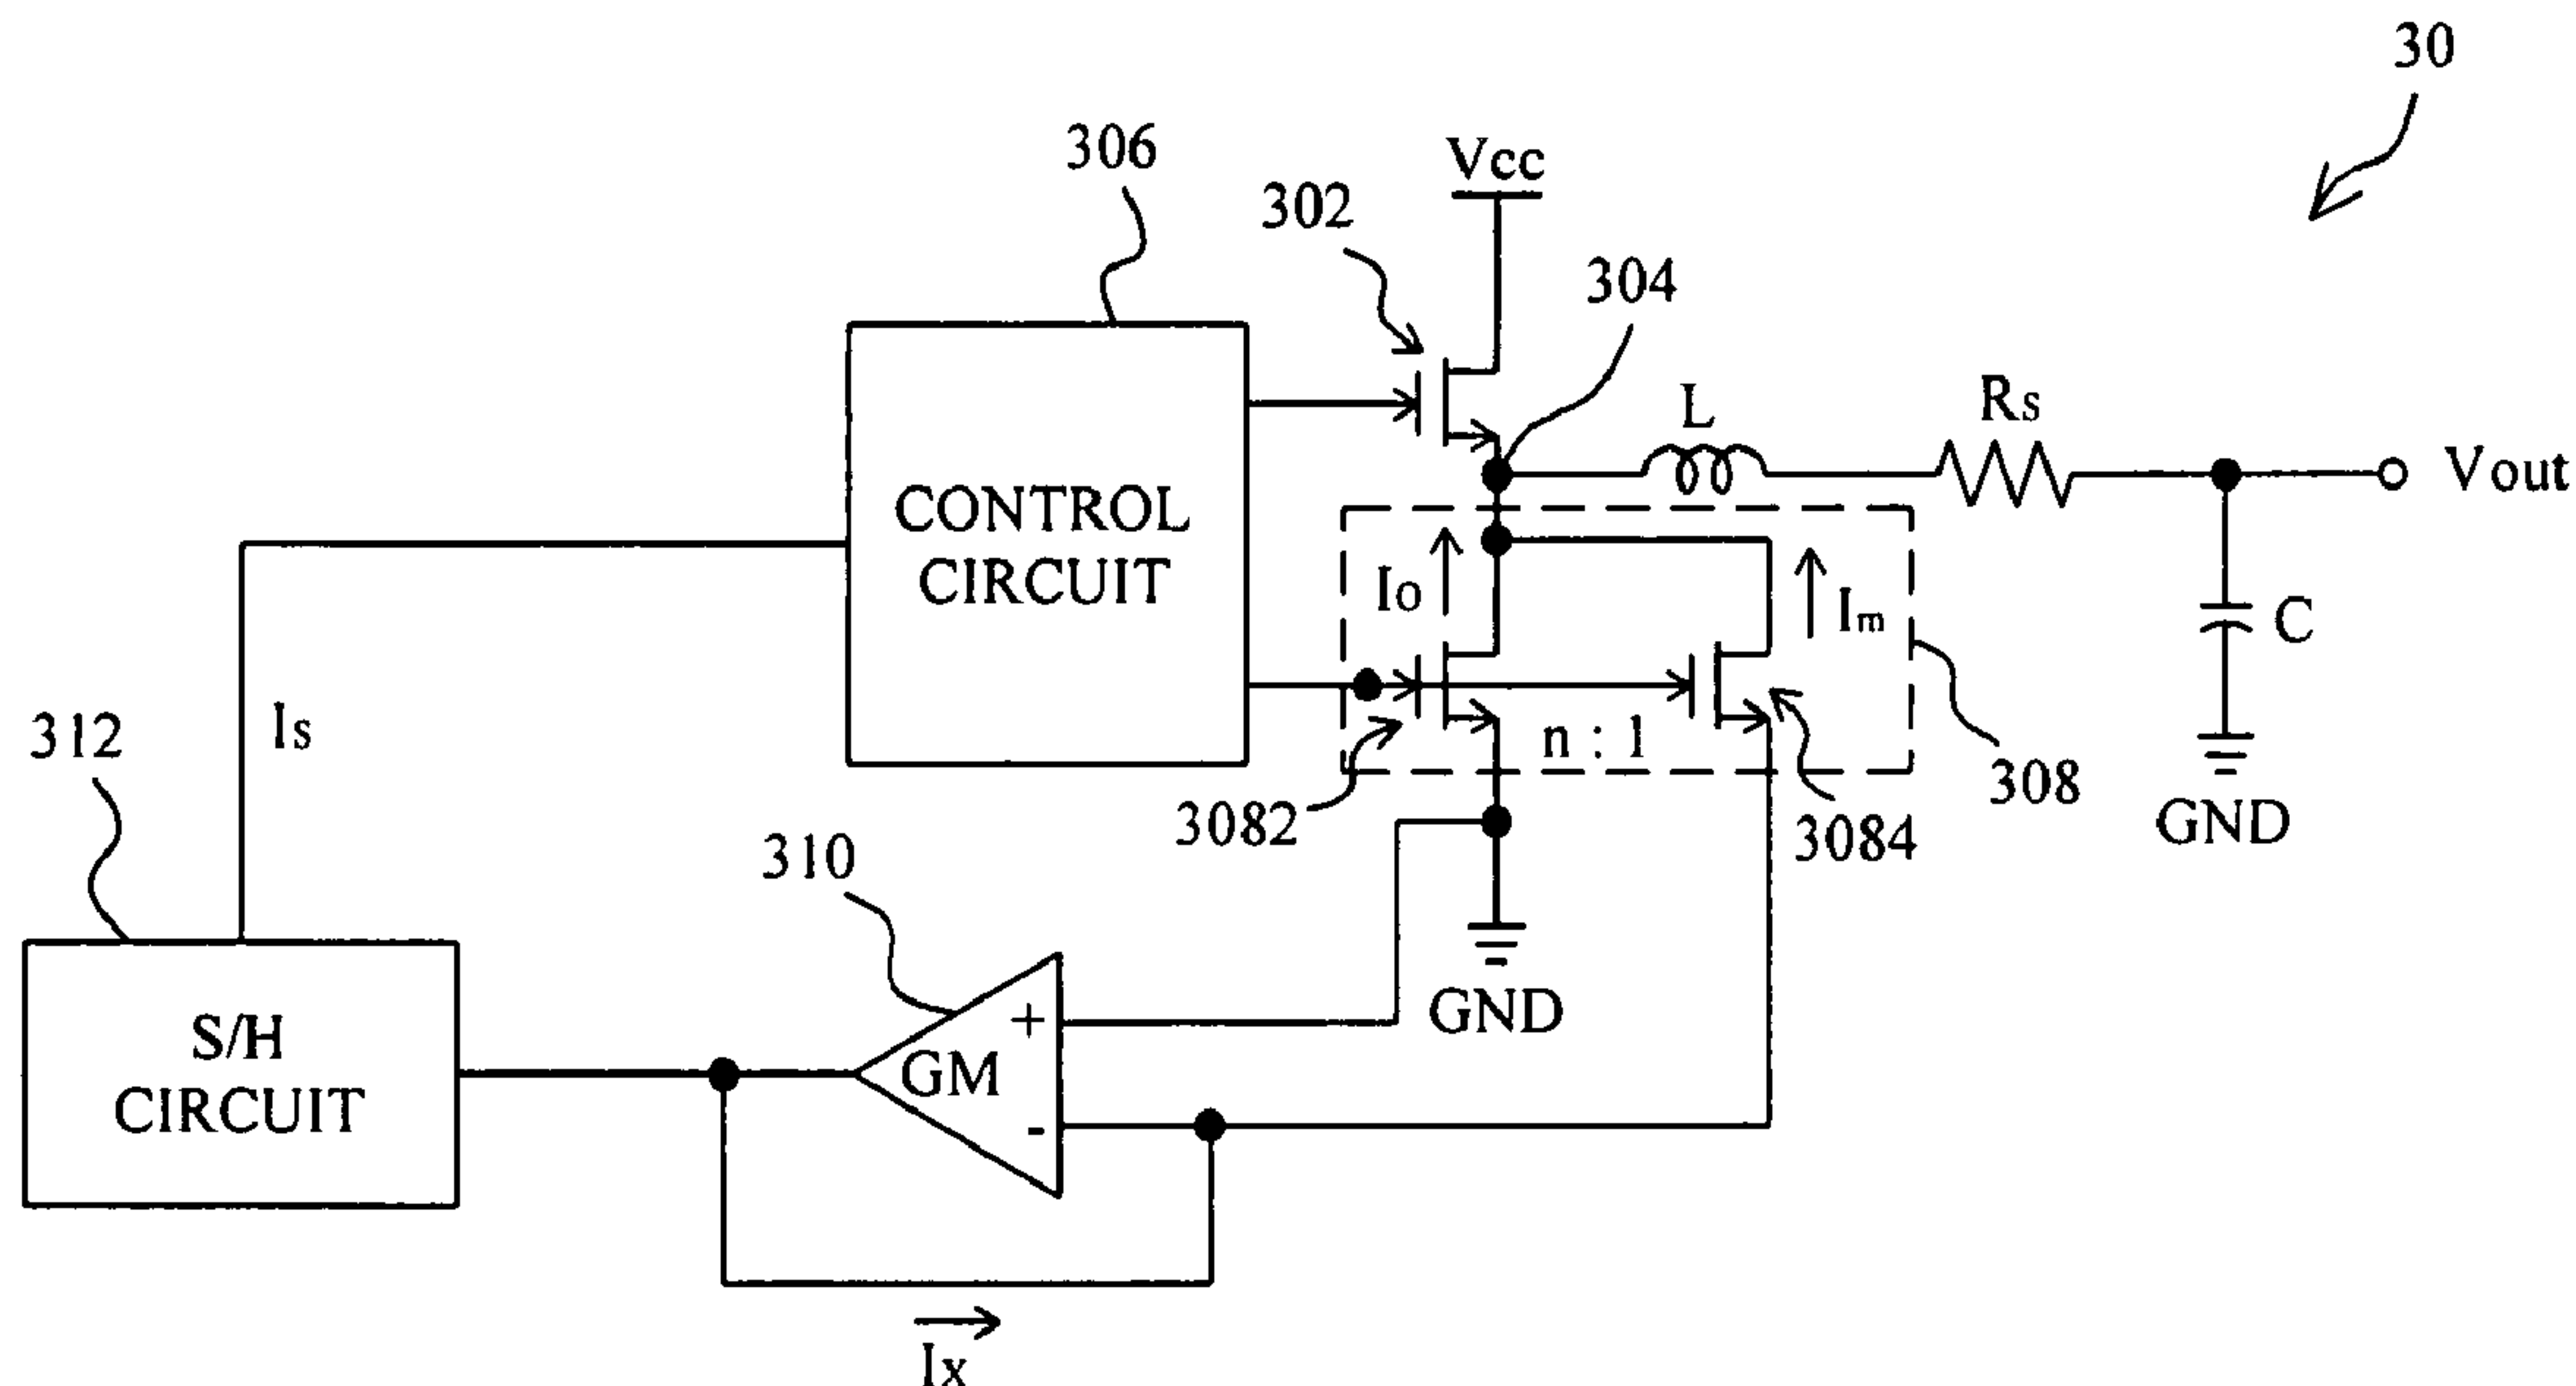 30
306
Vcc
302
304
L
Rs
Vout
CONTROL
CIRCUIT
Io
Im
C
Is
312
n : 1
308
3082
3084
GND
310
GND
S/H
CIRCUIT
+
GM
-
Ix